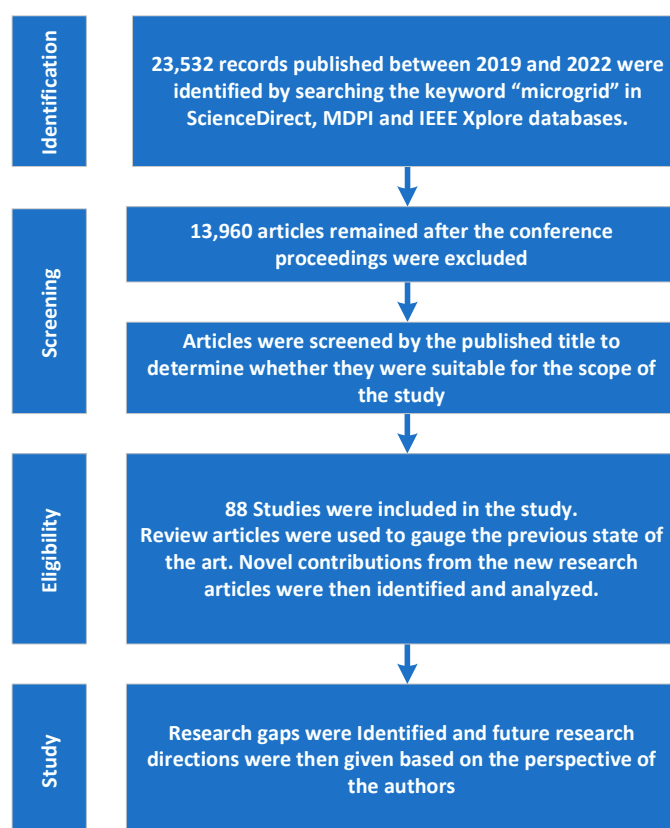 Identification
23,532 records published between 2019 and 2022 were
identified by searching the keyword “microgrid” in
ScienceDirect, MDPI and IEEE Xplore databases.
Screening
13,960 articles remained after the conference
proceedings were excluded
Articles were screened by the published title to
determine whether they were suitable for the scope of
the study
Eligibility
88 Studies were included in the study.
Review articles were used to gauge the previous state of
the art. Novel contributions from the new research
articles were then identified and analyzed.
Study
Research gaps were Identified and future research
directions were then given based on the perspective of
the authors